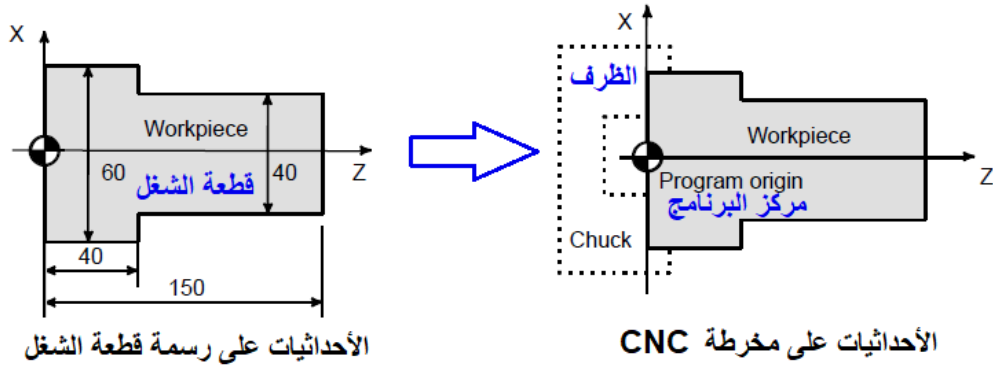 X
Workpiece
Z
60
40
قطعة الشغل
40
150
الأحداثيات على رسمة قطعة الشغل
X
الظرف
Workpiece
Z
Program origin
مركز البرنامج
Chuck
الأحداثيات على مخرطة CNC